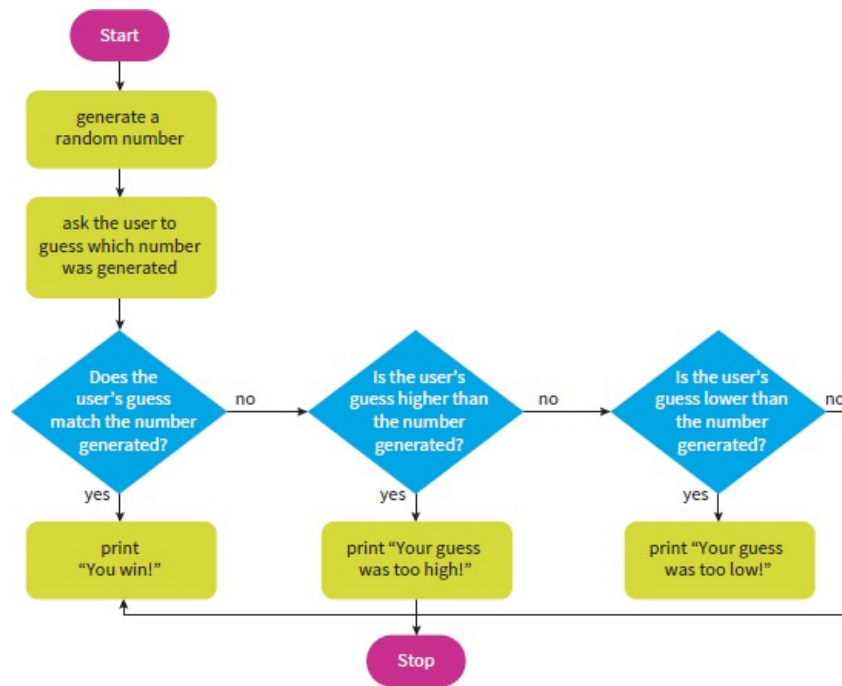 Start
generate a
random number
ask the user to
guess which number
was generated
Does the
user’s guess
match the number
generated?
no
Is the user’s
guess higher than
the number
generated?
no
Is the user’s
guess lower than
the number
generated?
no
yes
yes
yes
print
“You win!”
print “Your guess
was too high!”
print “Your guess
was too low!”
Stop